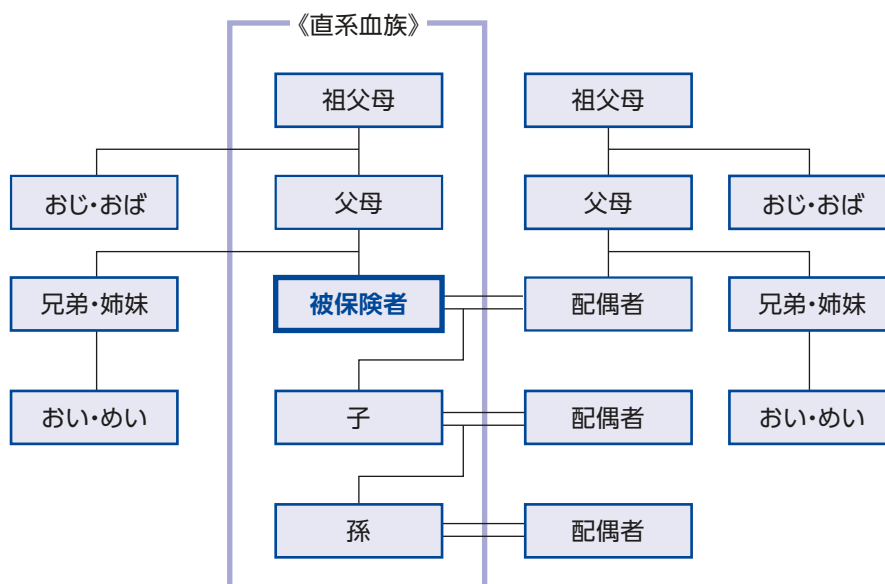 《直系血族》
祖父母
祖父母
おじ・おば
父母
父母
おじ・おば
兄弟・姉妹
被保険者
配偶者
兄弟・姉妹
おい・めい
子
配偶者
おい・めい
孫
配偶者